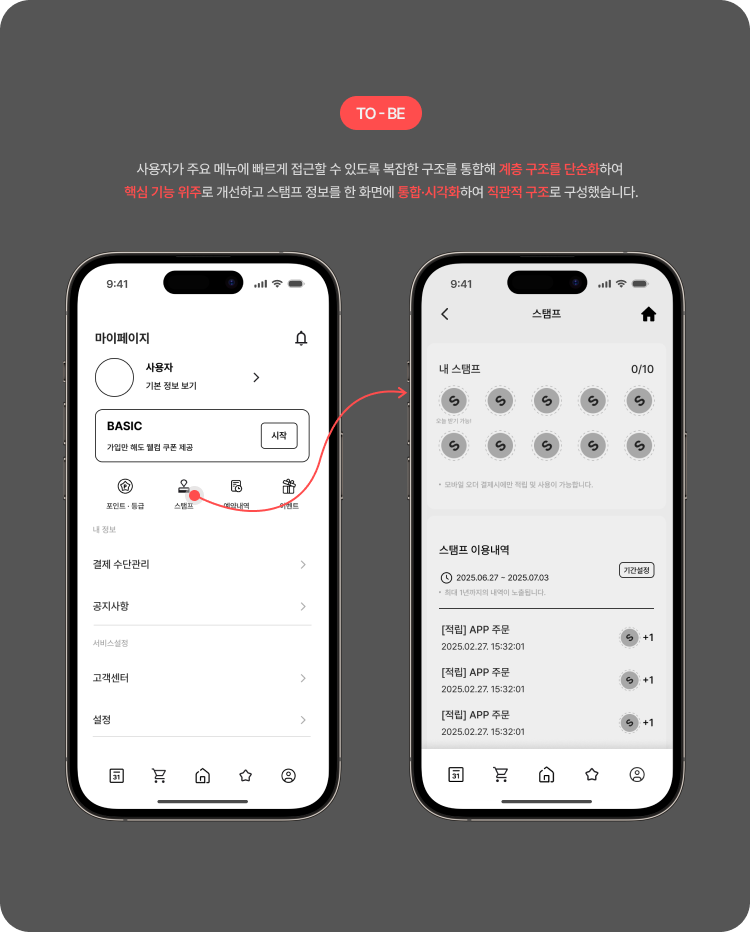 TO - BE
사용자가 주요 메뉴에 빠르게 접근할 수 있도록 복잡한 구조를 통합해 계층 구조를 단순화하여
핵심 기능 위주로 개선하고 스탬프 정보를 한 화면에 통합·시각화하여 직관적 구조로 구성했습니다.
9:41
마이페이지
사용자
기본 정보 보기
BASIC
가입만 해도 웰컴 쿠폰 제공
시작
포인트 · 등급
스탬프
예약내역
이벤트
내 정보
결제 수단관리
공지사항
서비스설정
고객센터
설정
31
9:41
스탬프
내 스탬프
0/10
S S S S S
오늘 받기 가능!
S S S S S
• 모바일 오더 결제시에만 적립 및 사용이 가능합니다.
스탬프 이용내역
2025.06.27 ~ 2025.07.03
기간설정
• 최대 1년까지의 내역이 노출됩니다.
[적립] APP 주문
2025.02.27. 15:32:01
S +1
[적립] APP 주문
2025.02.27. 15:32:01
S +1
[적립] APP 주문
2025.02.27. 15:32:01
S +1
31